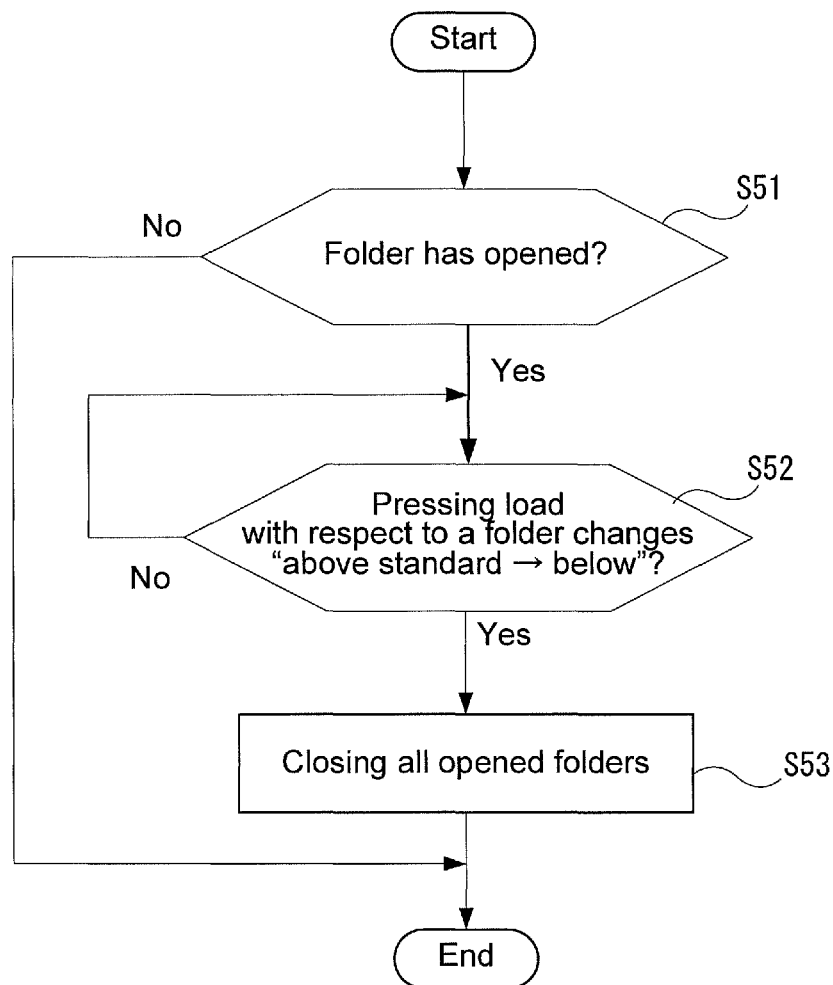 Start
S51
No
Folder has opened?
Yes
S52
Pressing load
with respect to a folder changes
“above standard → below”?
No
Yes
Closing all opened folders
S53
End